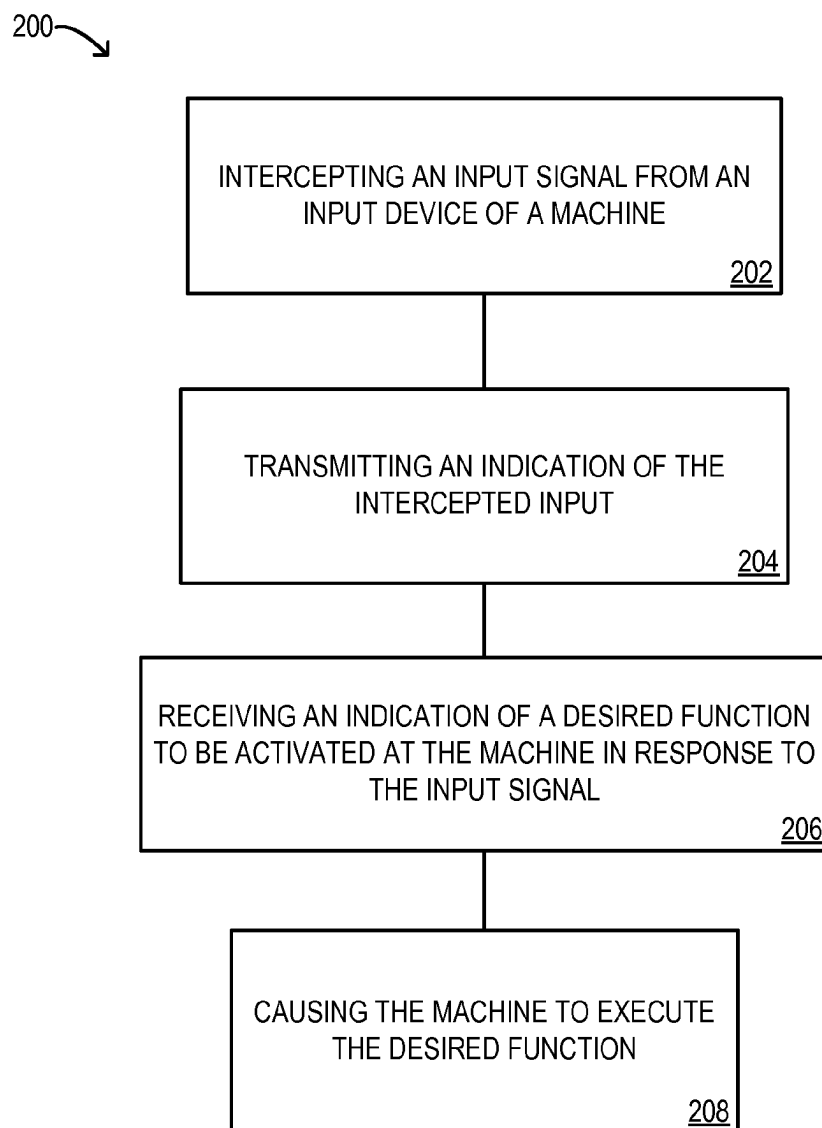 200
INTERCEPTING AN INPUT SIGNAL FROM AN
INPUT DEVICE OF A MACHINE
202
TRANSMITTING AN INDICATION OF THE
INTERCEPTED INPUT
204
RECEIVING AN INDICATION OF A DESIRED FUNCTION
TO BE ACTIVATED AT THE MACHINE IN RESPONSE TO
THE INPUT SIGNAL
206
CAUSING THE MACHINE TO EXECUTE
THE DESIRED FUNCTION
208